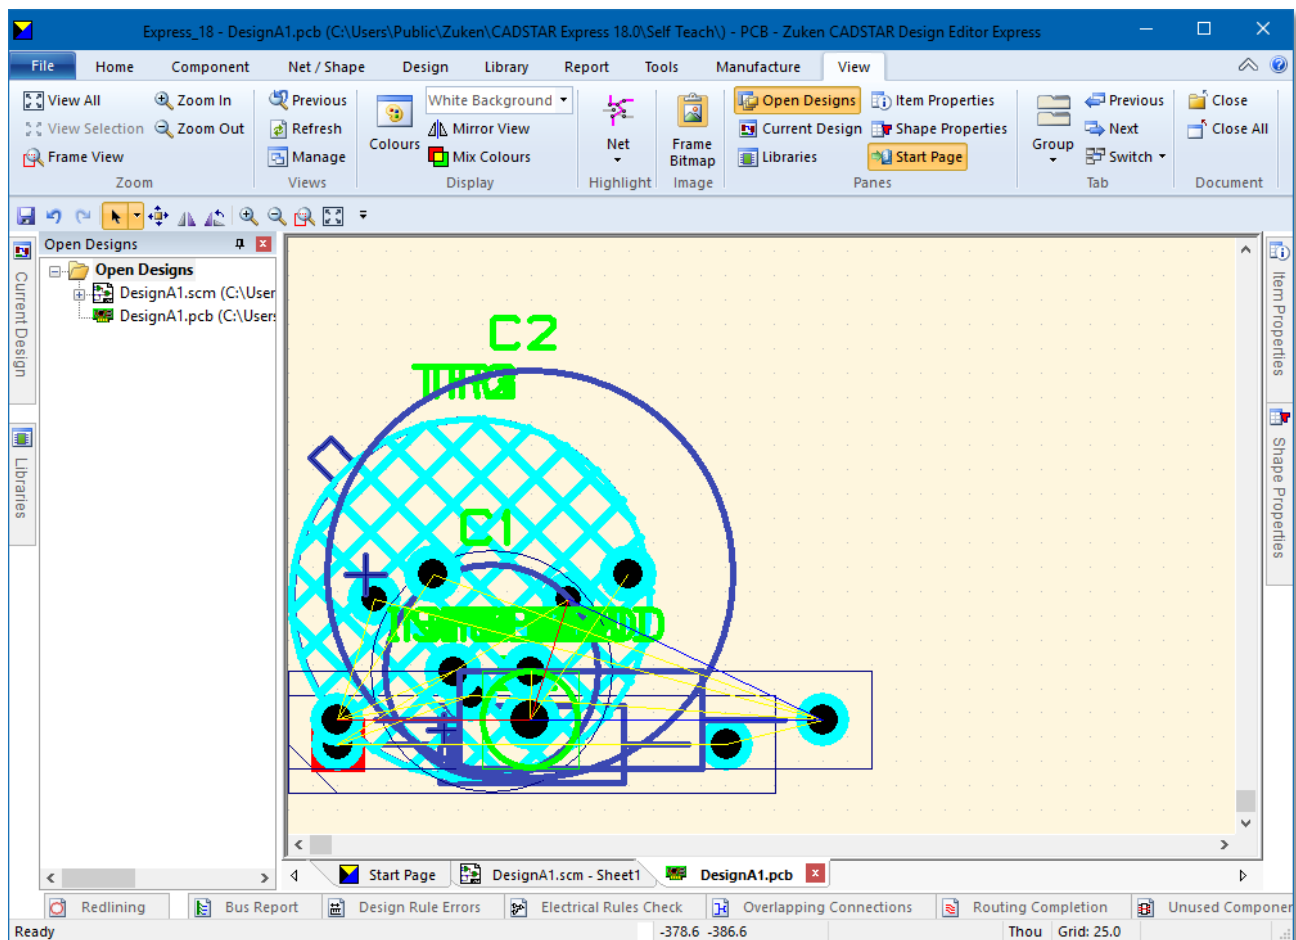 Express_18 - DesignA1.pcb (C:\Users\Public\Zuken\CADSTAR Express 18.0\Self Teach\) - PCB - Zuken CADSTAR Design Editor Express
File Home Component Net / Shape Design Library Report Tools Manufacture View
View All Zoom In Previous White Background Open Designs Item Properties Previous Close
View Selection Zoom Out Refresh Colours Mirror View Net Frame Bitmap Current Design Shape Properties Group Next Close All
Frame View Manage Mix Colours Libraries Start Page Switch
Zoom Views Display Highlight Image Panes Tab Document
Open Designs
Open Designs
DesignA1.scm (C:\User
DesignA1.pcb (C:\Users
Current Design
Libraries
C2
C1
Item Properties
Shape Properties
Start Page DesignA1.scm - Sheet1 DesignA1.pcb
Redlining Bus Report Design Rule Errors Electrical Rules Check Overlapping Connections Routing Completion Unused Componen
Ready -378.6 -386.6 Thou Grid: 25.0